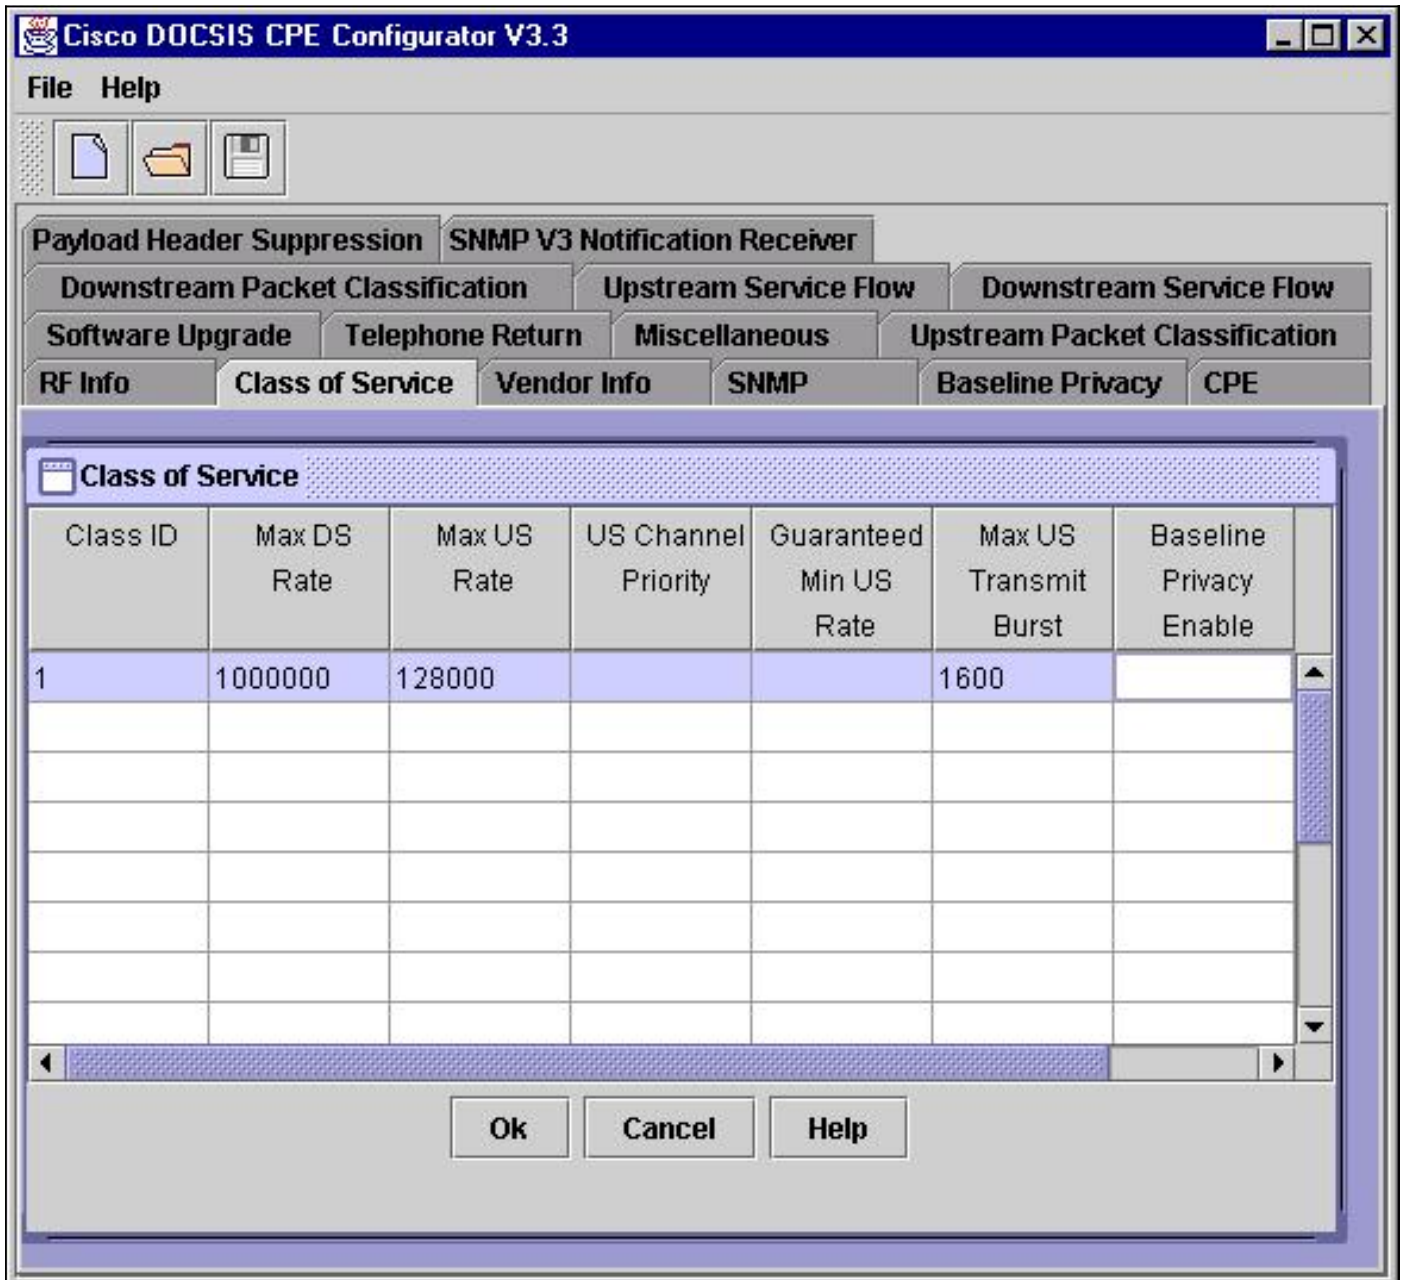 Cisco DOCSIS CPE Configurator V3.3
File Help
Payload Header Suppression SNMP V3 Notification Receiver
Downstream Packet Classification Upstream Service Flow Downstream Service Flow
Software Upgrade Telephone Return Miscellaneous Upstream Packet Classification
RF Info Class of Service Vendor Info SNMP Baseline Privacy CPE
Class of Service
Class ID Max DS Max US US Channel Guaranteed Max US Baseline
Rate Rate Priority Min US Transmit Privacy
Rate Burst Enable
1 1000000 128000 1600
Ok Cancel Help